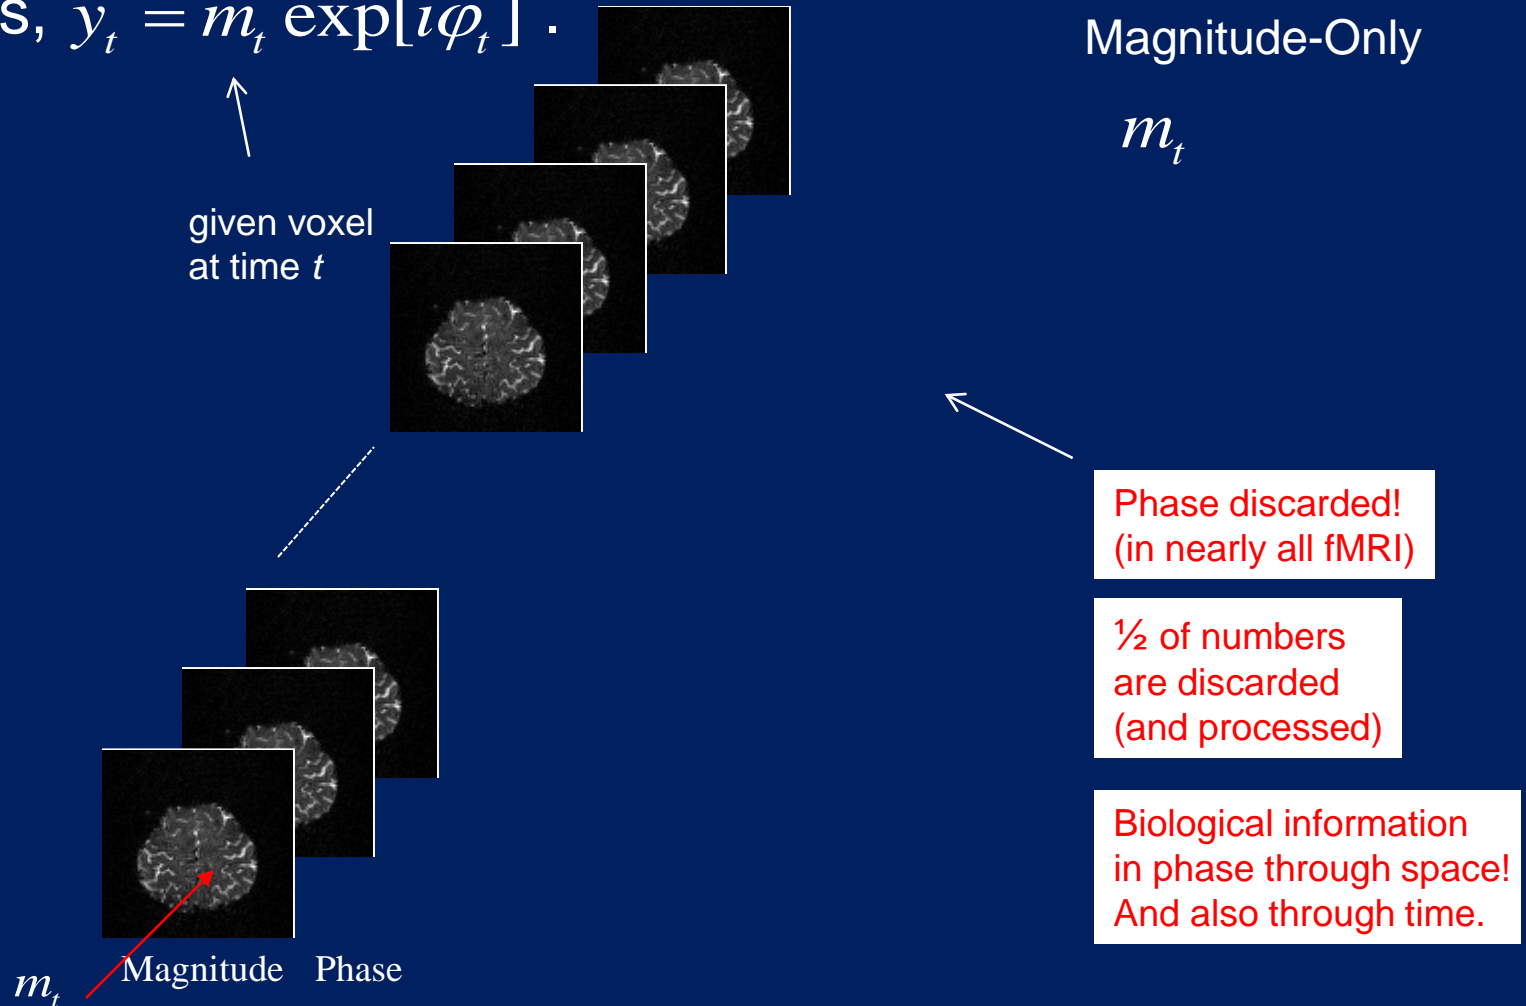 s, y_t = m_t exp[ιφ_t] .
Magnitude-Only
m_t
given voxel
at time t
Phase discarded!
(in nearly all fMRI)
½ of numbers
are discarded
(and processed)
Biological information
in phase through space!
And also through time.
Magnitude Phase
m_t